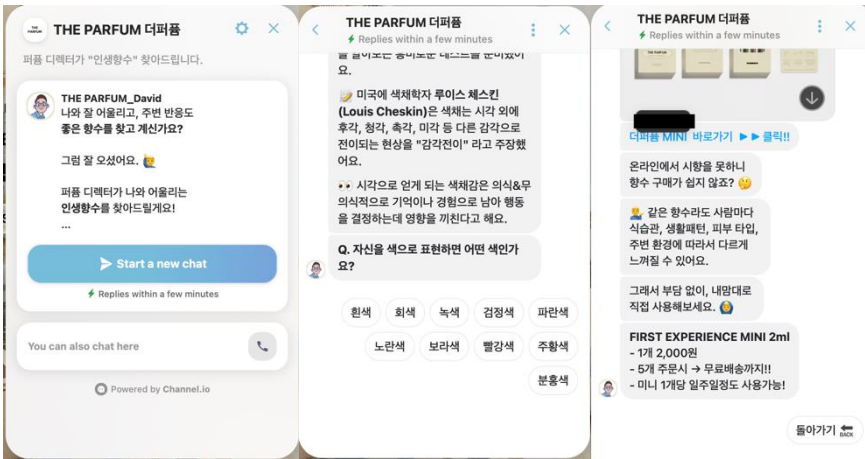 THE PARFUM 더퍼퓸
퍼퓸 디렉터가 "인생향수" 찾아드립니다.
THE PARFUM_David
나와 잘 어울리고, 주변 반응도
좋은 향수를 찾고 계신가요?
그럼 잘 오셨어요. 🙋‍♂️
퍼퓸 디렉터가 나와 어울리는
인생향수를 찾아드릴게요!
...
Start a new chat
⚡ Replies within a few minutes
You can also chat here
Powered by Channel.io
THE PARFUM 더퍼퓸
⚡ Replies within a few minutes
요.
📝 미국에 색채학자 루이스 체스킨
(Louis Cheskin)은 색채는 시각 외에
후각, 청각, 촉각, 미각 등 다른 감각으로
전이되는 현상을 "감각전이" 라고 주장했
어요.
👀 시각으로 얻게 되는 색채감은 의식&무
의식적으로 기억이나 경험으로 남아 행동
을 결정하는데 영향을 끼친다고 해요.
Q. 자신을 색으로 표현하면 어떤 색인가
요?
흰색 회색 녹색 검정색 파란색
노란색 보라색 빨강색 주황색
분홍색
THE PARFUM 더퍼퓸
⚡ Replies within a few minutes
더퍼퓸 MINI 바로가기 ▶▶클릭!!
온라인에서 시향을 못하니
향수 구매가 쉽지 않죠? 🤔
💁‍♂️ 같은 향수라도 사람마다
식습관, 생활패턴, 피부 타입,
주변 환경에 따라서 다르게
느껴질 수 있어요.
그래서 부담 없이, 내맘대로
직접 사용해보세요. 🙆‍♂️
FIRST EXPERIENCE MINI 2ml
- 1개 2,000원
- 5개 주문시 → 무료배송까지!!
- 미니 1개당 일주일정도 사용가능!
돌아가기 BACK